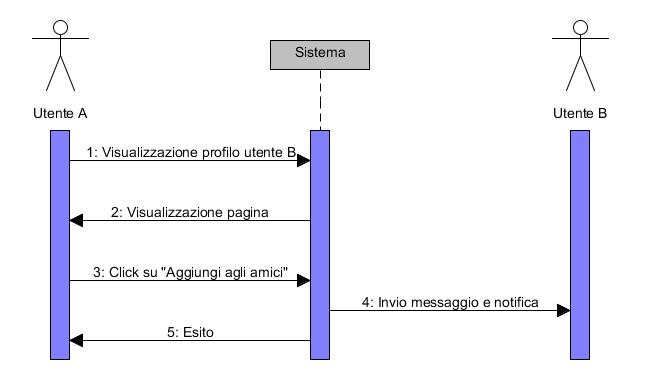 Sistema
Utente A
Utente B
1: Visualizzazione profilo utente B
2: Visualizzazione pagina
3: Click su "Aggiungi agli amici"
4: Invio messaggio e notifica
5: Esito